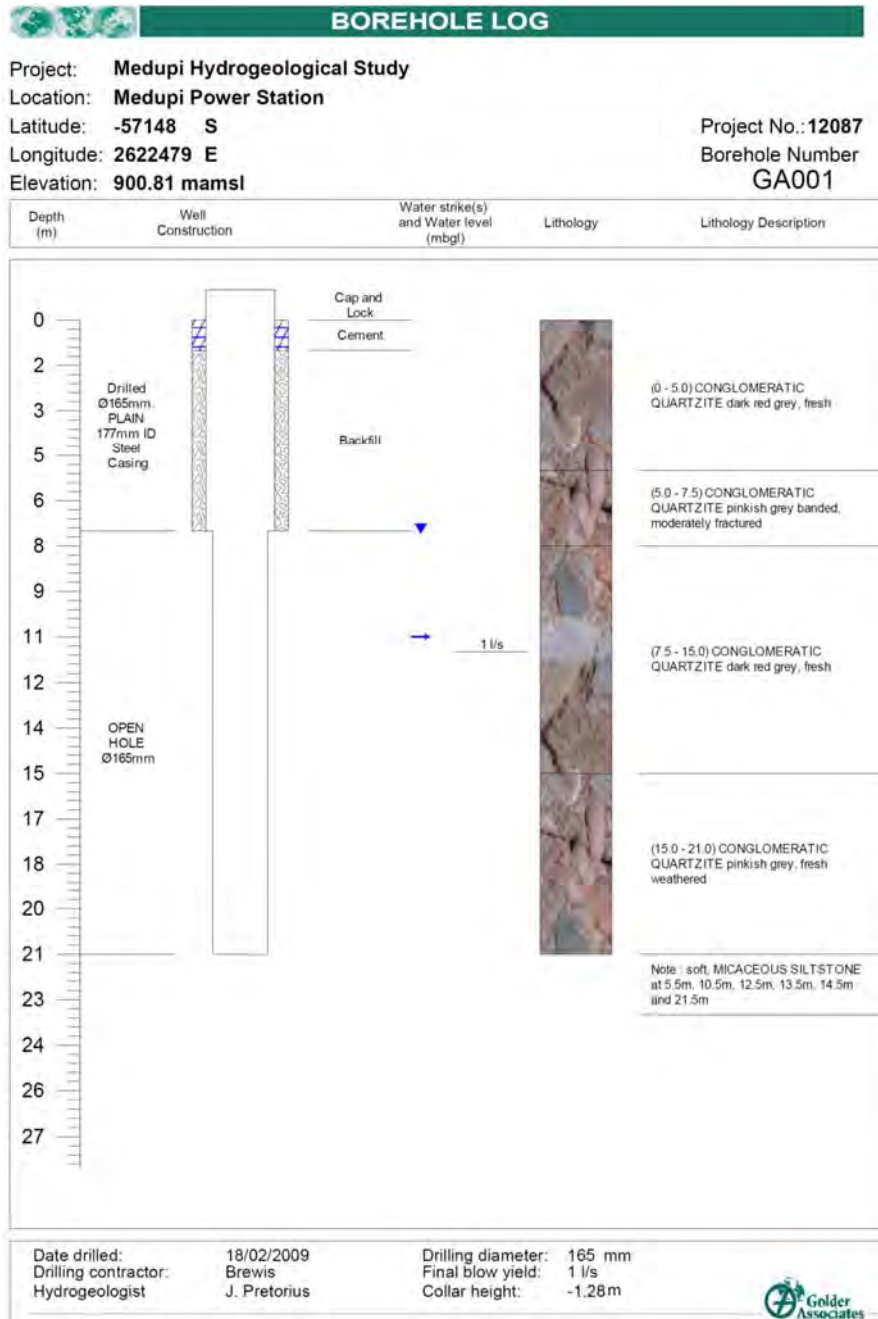 BOREHOLE LOG
Project: Medupi Hydrogeological Study
Location: Medupi Power Station
Latitude: -57148 S
Project No.: 12087
Longitude: 2622479 E
Borehole Number
Elevation: 900.81 mamsl
GA001
Depth
(m)
Well
Construction
Water strike(s)
and Water level
(mbgl)
Lithology
Lithology Description
0
2
3
5
6
8
9
11
12
14
15
17
18
20
21
23
24
26
27
Drilled
Ø165mm.
PLAIN
177mm ID
Steel
Casing
OPEN
HOLE
Ø165mm
Cap and
Lock
Cement
Backfill
1 l/s
(0 - 5.0) CONGLOMERATIC
QUARTZITE dark red grey, fresh
(5.0 - 7.5) CONGLOMERATIC
QUARTZITE pinkish grey banded,
moderately fractured
(7.5 - 15.0) CONGLOMERATIC
QUARTZITE dark red grey, fresh
(15.0 - 21.0) CONGLOMERATIC
QUARTZITE pinkish grey, fresh
weathered
Note : soft, MICACEOUS SILTSTONE
at 5.5m, 10.5m, 12.5m, 13.5m, 14.5m
and 21.5m
Date drilled: 18/02/2009
Drilling contractor: Brewis
Hydrogeologist J. Pretorius
Drilling diameter: 165 mm
Final blow yield: 1 l/s
Collar height: -1.28m
Golder
Associates